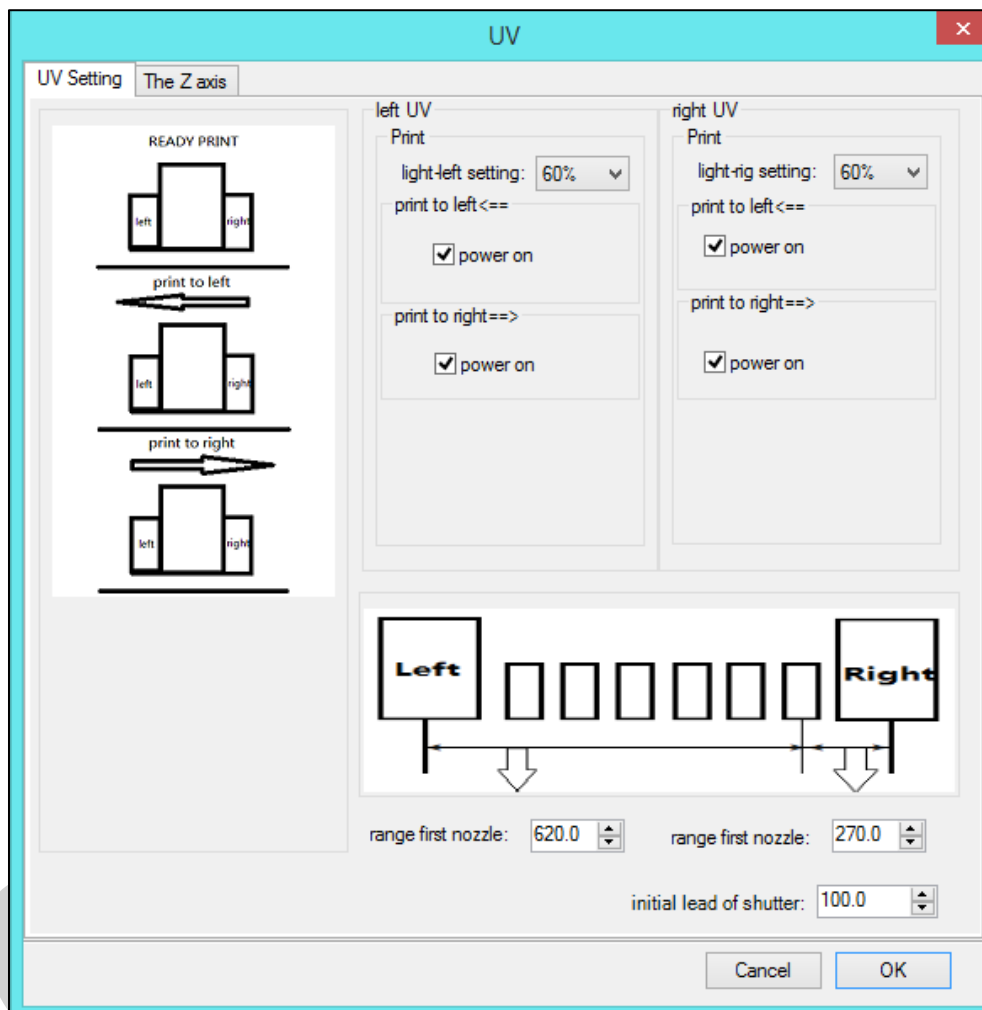 UV
UV Setting
The Z axis
READY PRINT
left
right
print to left
left
right
print to right
left
right
left UV
Print
light-left setting: 60%
print to left<==
power on
print to right==>
power on
right UV
Print
light-rig setting: 60%
print to left<==
power on
print to right==>
power on
Left
Right
range first nozzle: 620.0
range first nozzle: 270.0
initial lead of shutter: 100.0
Cancel
OK